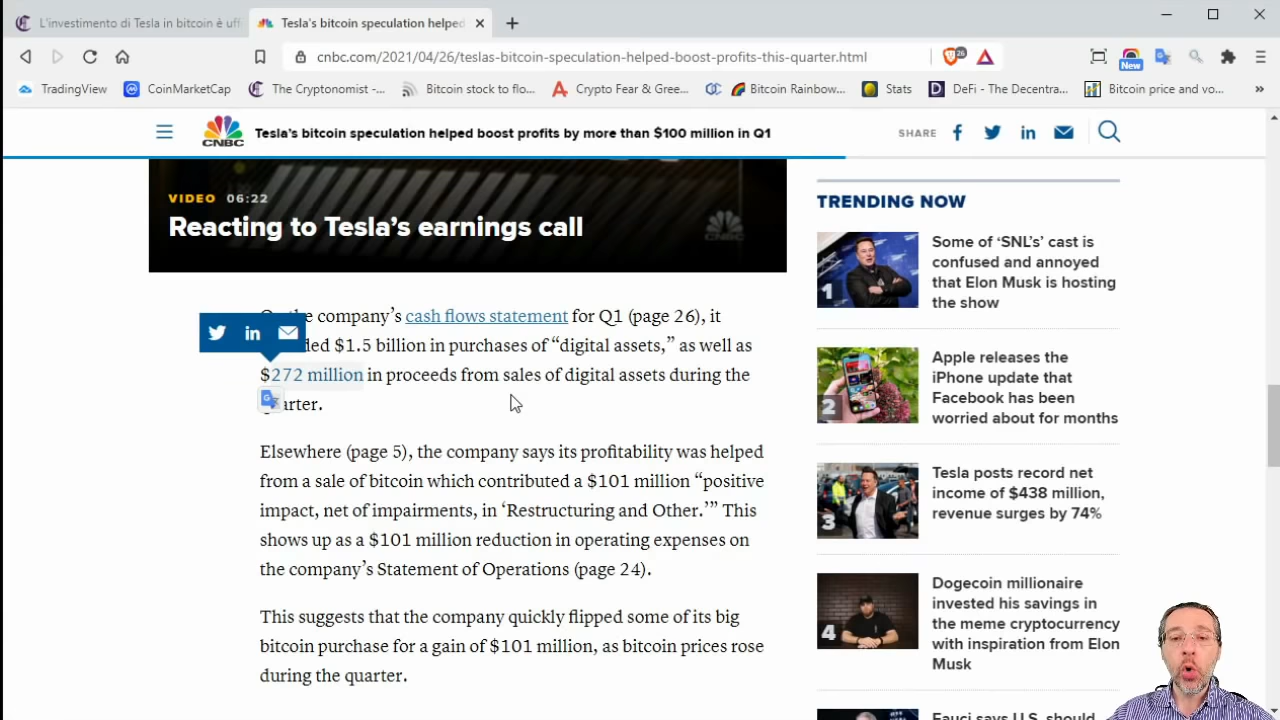 L'investimento di Tesla in bitcoin è uff
Tesla's bitcoin speculation helped
cnbc.com/2021/04/26/teslas-bitcoin-speculation-helped-boost-profits-this-quarter.html
26
New
TradingView
CoinMarketCap
The Cryptonomist -...
Bitcoin stock to flo...
Crypto Fear & Gree...
Bitcoin Rainbow...
Stats
DeFi - The Decentra...
Bitcoin price and vo...
CNBC
Tesla's bitcoin speculation helped boost profits by more than $100 million in Q1
SHARE
VIDEO 06:22
Reacting to Tesla's earnings call
CNBC
company's cash flows statement for Q1 (page 26), it
$1.5 billion in purchases of “digital assets,” as well as
$272 million in proceeds from sales of digital assets during the
Elsewhere (page 5), the company says its profitability was helped
from a sale of bitcoin which contributed a $101 million “positive
impact, net of impairments, in ‘Restructuring and Other.’” This
shows up as a $101 million reduction in operating expenses on
the company's Statement of Operations (page 24).
This suggests that the company quickly flipped some of its big
bitcoin purchase for a gain of $101 million, as bitcoin prices rose
during the quarter.
TRENDING NOW
1
Some of ‘SNL's’ cast is
confused and annoyed
that Elon Musk is hosting
the show
2
Apple releases the
iPhone update that
Facebook has been
worried about for months
3
Tesla posts record net
income of $438 million,
revenue surges by 74%
4
Dogecoin millionaire
invested his savings in
the meme cryptocurrency
with inspiration from Elon
Musk
Fauci says U.S. should